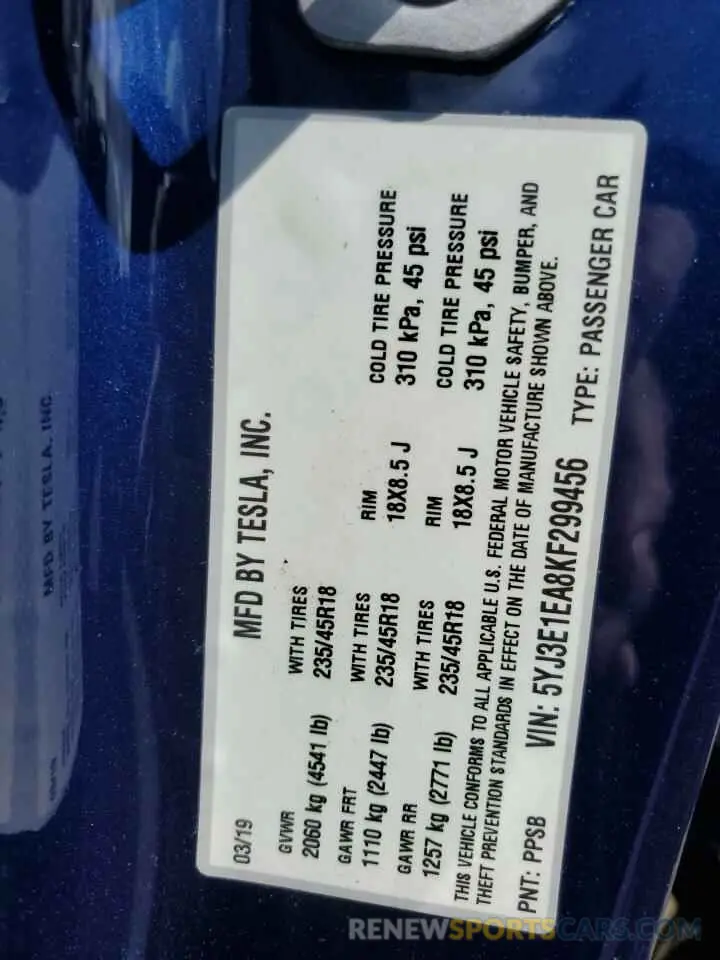 MFD BY TESLA, INC.
03/19
GVWR WITH TIRES
2060 kg (4541 lb) 235/45R18
GAWR FRT WITH TIRES RIM COLD TIRE PRESSURE
1110 kg (2447 lb) 235/45R18 18X8.5 J 310 kPa, 45 psi
GAWR RR WITH TIRES RIM COLD TIRE PRESSURE
1257 kg (2771 lb) 235/45R18 18X8.5 J 310 kPa, 45 psi
THIS VEHICLE CONFORMS TO ALL APPLICABLE U.S. FEDERAL MOTOR VEHICLE SAFETY, BUMPER, AND
THEFT PREVENTION STANDARDS IN EFFECT ON THE DATE OF MANUFACTURE SHOWN ABOVE.
PNT: PPSB VIN: 5YJ3E1EA8KF299456 TYPE: PASSENGER CAR
MFD BY TESLA, INC.
RENEWSPORTSCARS.COM